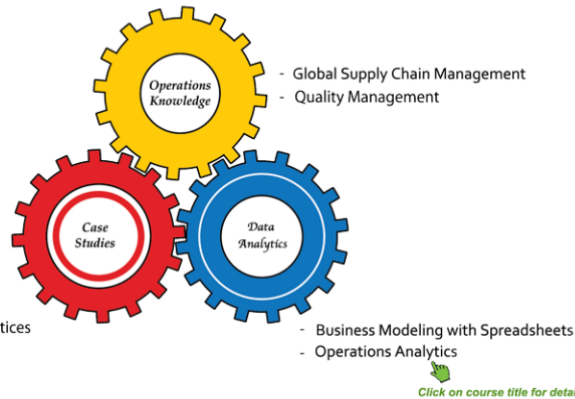 Operations
Knowledge
- Global Supply Chain Management
- Quality Management
Case
Studies
Data
Analytics
tices
- Business Modeling with Spreadsheets
- Operations Analytics
Click on course title for detai